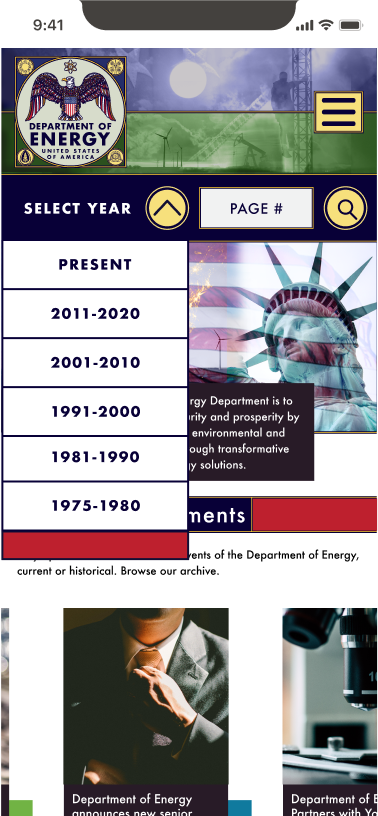 9:41
DEPARTMENT OF
ENERGY
UNITED STATES
OF AMERICA
SELECT YEAR
PAGE #
PRESENT
2011-2020
2001-2010
1991-2000
1981-1990
1975-1980
rgy Department is to
rity and prosperity by
environmental and
ough transformative
gy solutions.
ments
vents of the Department of Energy,
current or historical. Browse our archive.
Department of Energy
announces new senior
Department of E
Partners with Yo